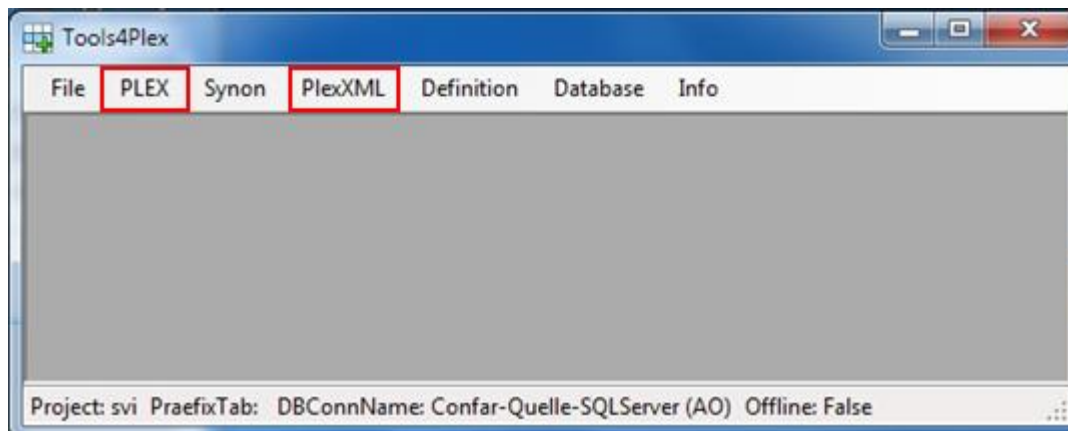 Tools4Plex
File PLEX Synon PlexXML Definition Database Info
Project: svi PraefixTab: DBConnName: Confar-Quelle-SQLServer (AO) Offline: False